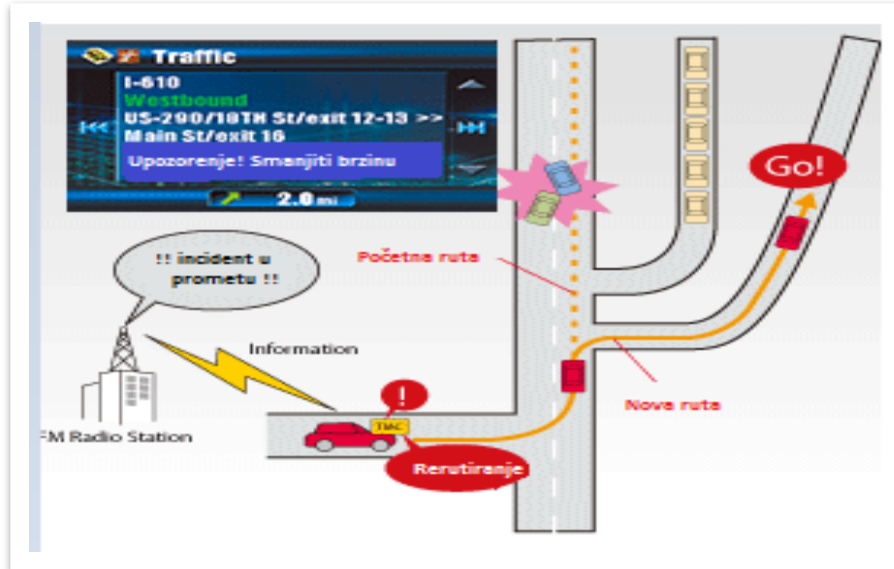 Traffic
I-610
Westbound
US-290/18TH St/exit 12-13 >>
Main St/exit 16
Upozorenje! Smanjiti brzinu
2.0 mi
Go!
!! incident u
prometu !!
Početna ruta
Information
Nova ruta
!
TMC
FM Radio Station
Rerutiranje